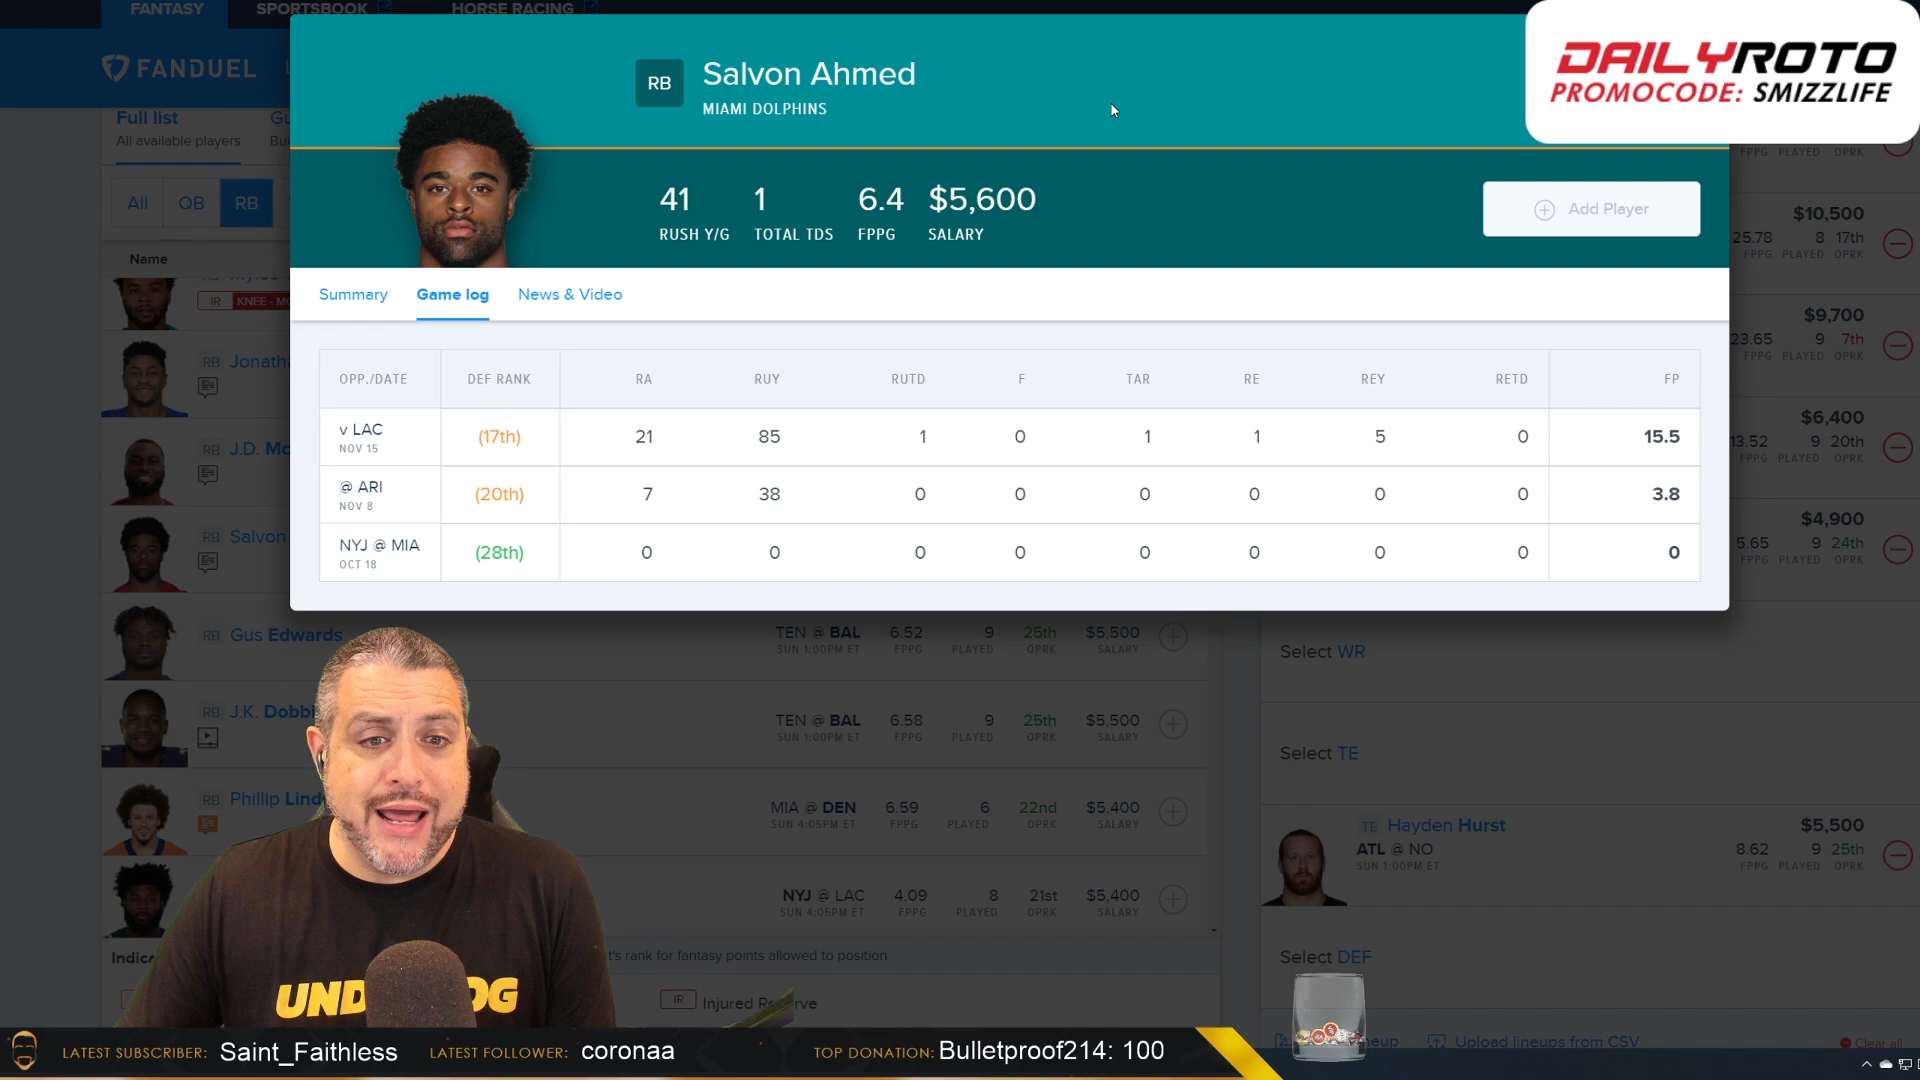 FANTASY
SPORTSBOOK
HORSE RACING
FANDUEL
Full list
All available players
All QB RB
Name
IR KNEE - MC
RB Jonatha
RB J.D. Mc
RB Salvon
RB Gus Edwards
TEN @ BAL 6.52 9 25th $5,500
SUN 1:00PM ET FPPG PLAYED OPRK SALARY
RB J.K. Dobbi
TEN @ BAL 6.58 9 25th $5,500
SUN 1:00PM ET FPPG PLAYED OPRK SALARY
RB Phillip Lind
MIA @ DEN 6.59 6 22nd $5,400
SUN 4:05PM ET FPPG PLAYED OPRK SALARY
NYJ @ LAC 4.09 8 21st $5,400
SUN 4:05PM ET FPPG PLAYED OPRK SALARY
't's rank for fantasy points allowed to position
IR Injured Reserve
RB Salvon Ahmed
MIAMI DOLPHINS
41 1 6.4 $5,600
RUSH Y/G TOTAL TDS FPPG SALARY
Add Player
Summary Game log News & Video
OPP./DATE DEF RANK RA RUY RUTD F TAR RE REY RETD FP
v LAC (17th) 21 85 1 0 1 1 5 0 15.5
NOV 15
@ ARI (20th) 7 38 0 0 0 0 0 0 3.8
NOV 8
NYJ @ MIA (28th) 0 0 0 0 0 0 0 0 0
OCT 18
DAILYROTO
PROMOCODE: SMIZZLIFE
FPPG PLAYED OPRK
$10,500
25.78 8 17th
FPPG PLAYED OPRK
$9,700
23.65 9 7th
FPPG PLAYED OPRK
$6,400
13.52 9 20th
FPPG PLAYED OPRK
$4,900
5.65 9 24th
FPPG PLAYED OPRK
Select WR
Select TE
TE Hayden Hurst $5,500
ATL @ NO 8.62 9 25th
SUN 1:00PM ET FPPG PLAYED OPRK
Select DEF
Upload lineups from CSV
Clear all
LATEST SUBSCRIBER: Saint_Faithless LATEST FOLLOWER: coronaa TOP DONATION: Bulletproof214: 100